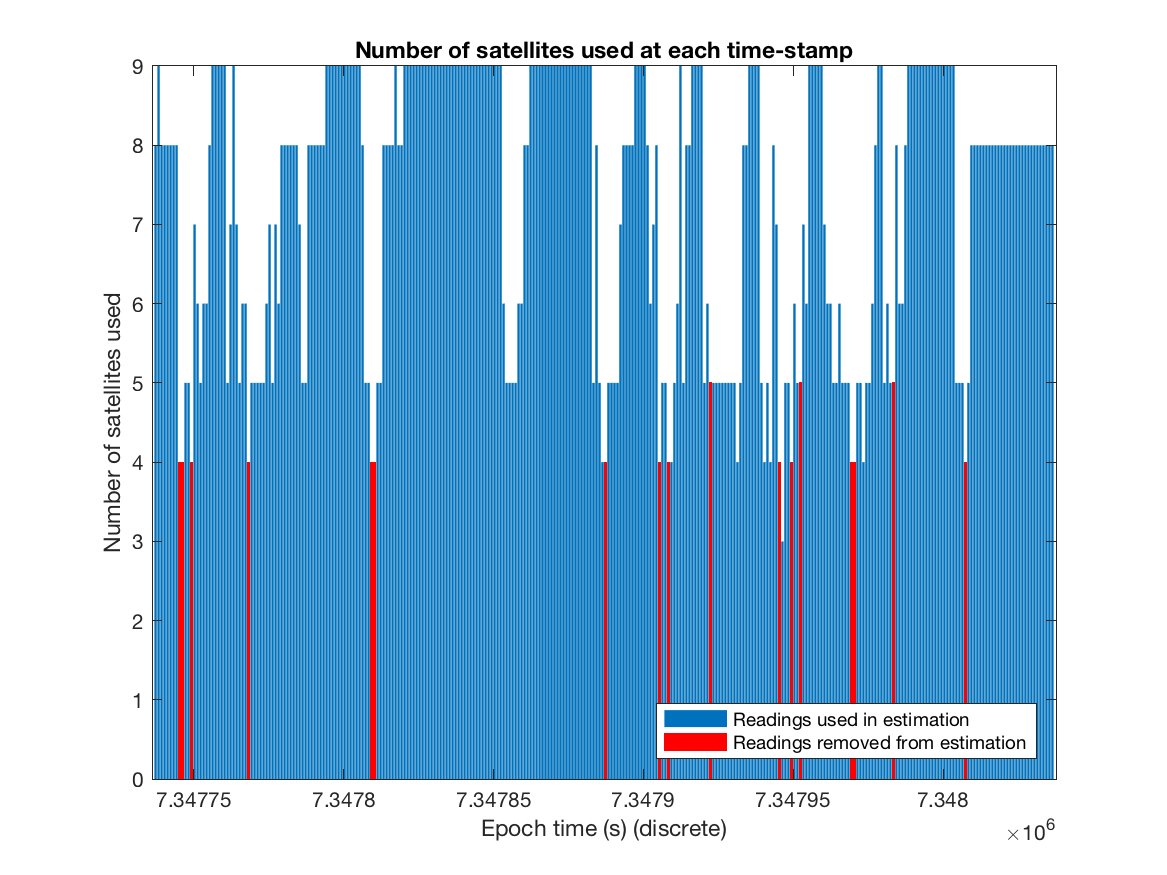 Number of satellites used at each time-stamp
9
8
7
6
5
4
3
2
1
0
Number of satellites used
Readings used in estimation
Readings removed from estimation
7.34775 7.3478 7.34785 7.3479 7.34795 7.348
Epoch time (s) (discrete)
×10⁶